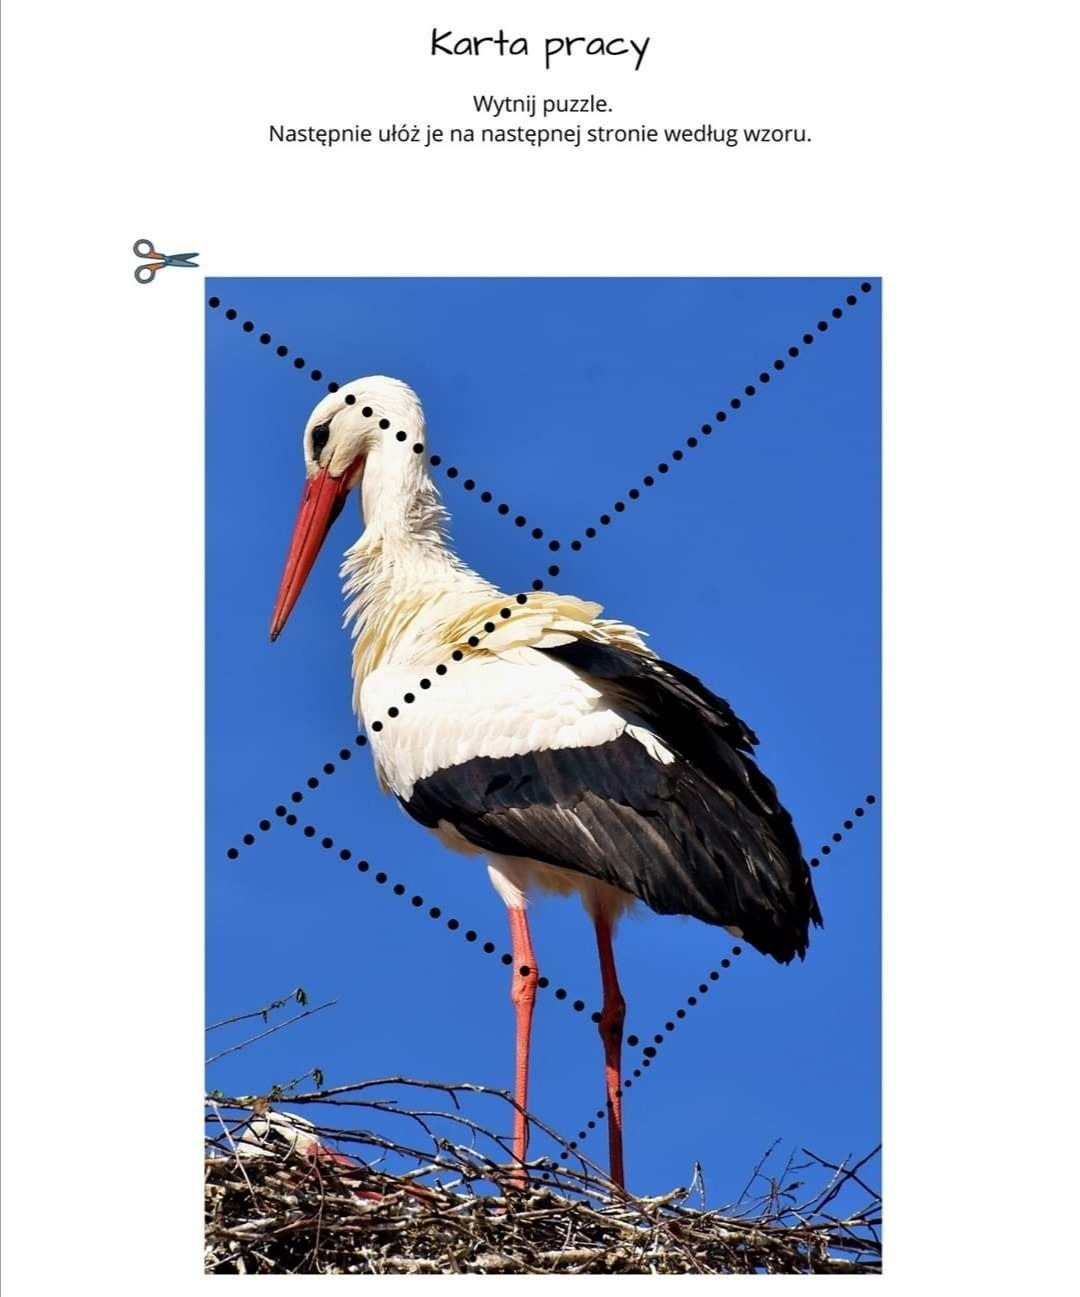 Karta pracy
Wytnij puzzle.
Następnie ułóż je na następnej stronie według wzoru.